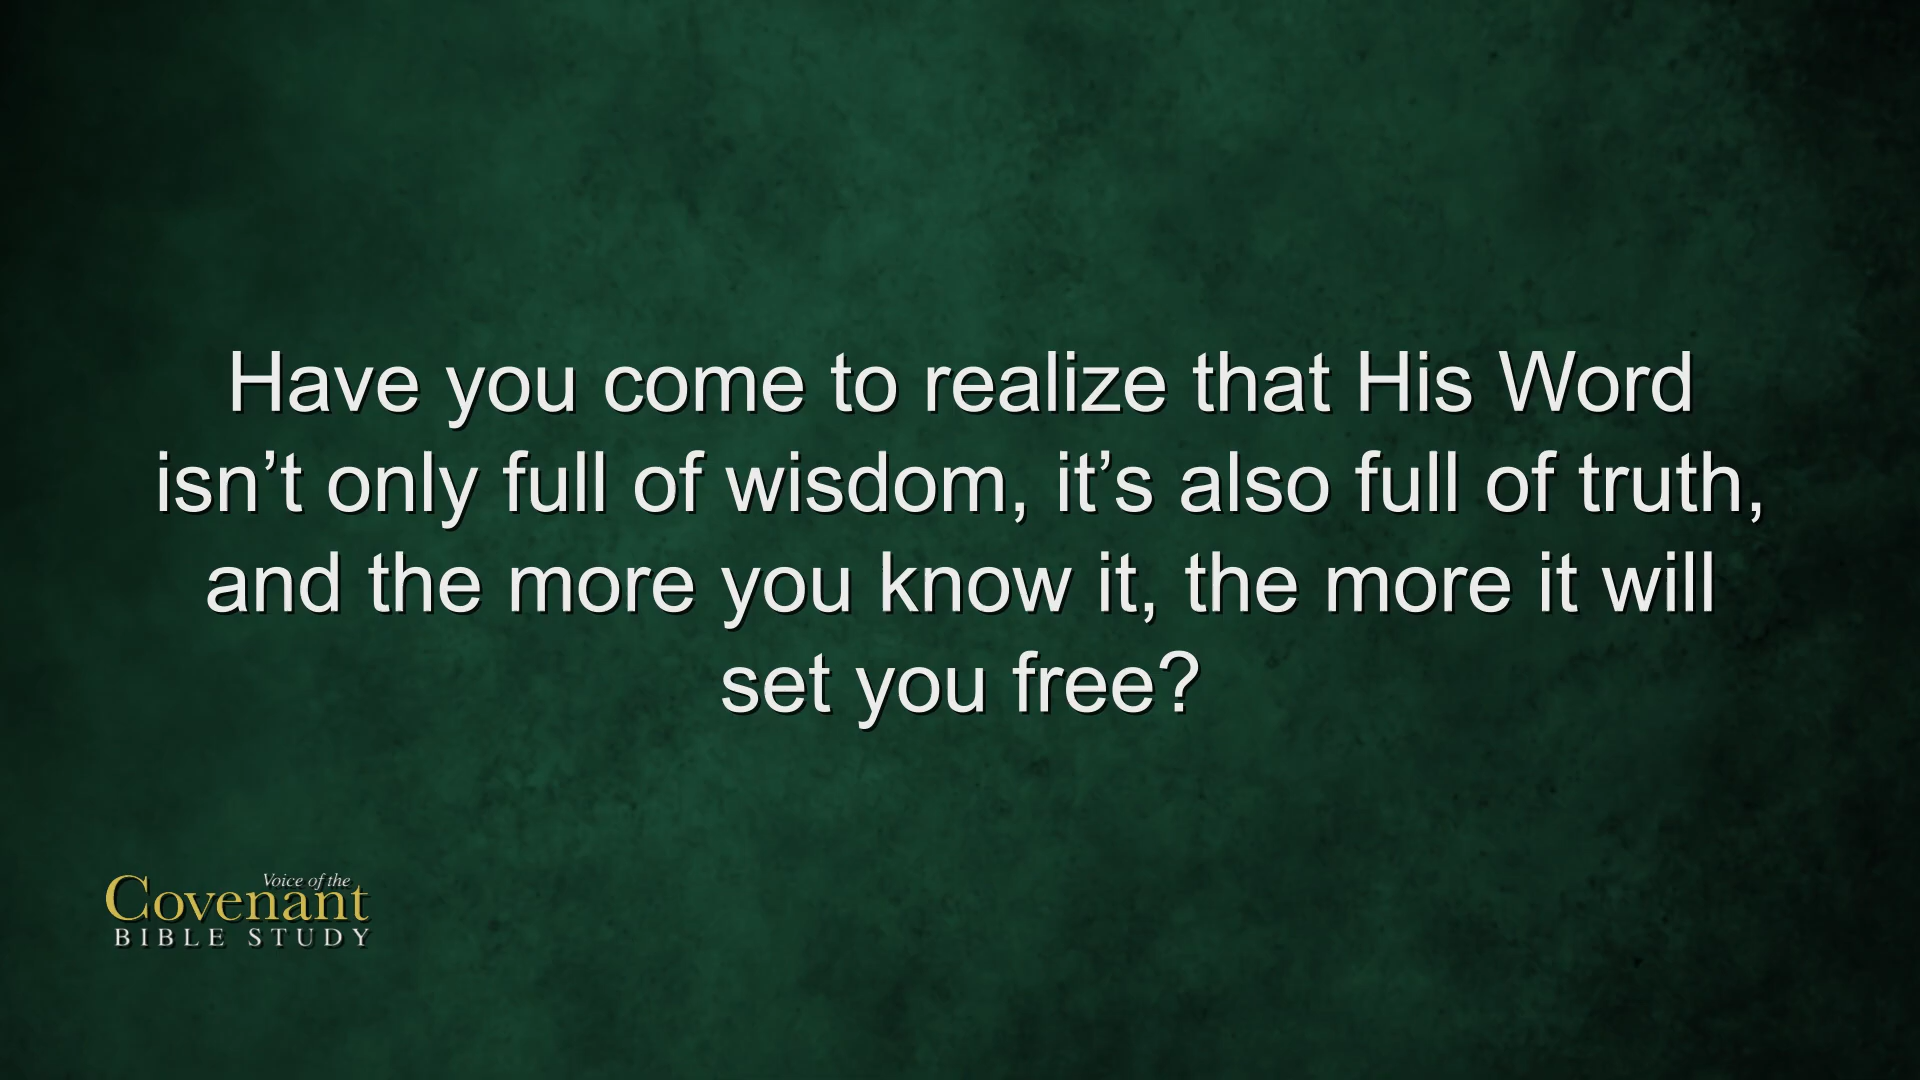 Have you come to realize that His Word
isn’t only full of wisdom, it’s also full of truth,
and the more you know it, the more it will
set you free?
Voice of the
Covenant
BIBLE STUDY